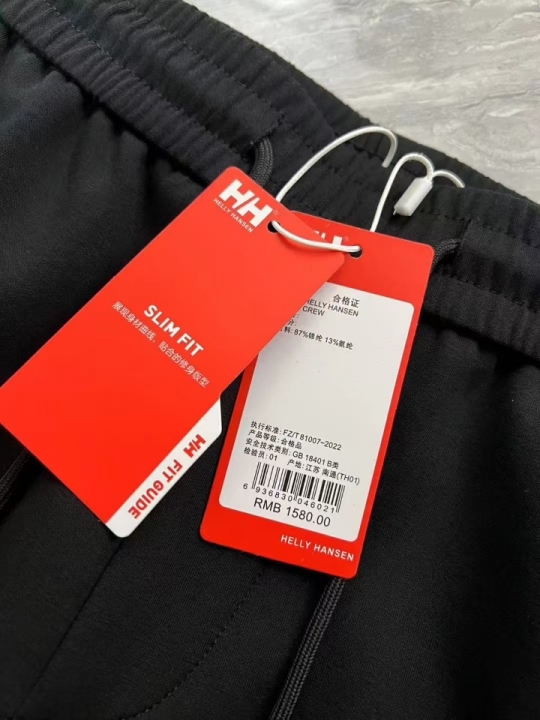 HH
HELLY HANSEN
SLIM FIT
展现身材曲线，贴合的修身版型
HH FIT GUIDE
合格证
HELLY HANSEN
CREW
料: 87%锦纶 13%氨纶
执行标准: FZ/T 81007-2022
产品等级: 合格品
安全技术类别: GB 18401 B类
检验员: 01 产地: 江苏 南通(TH01)
6 936830 046021
RMB 1580.00
HELLY HANSEN